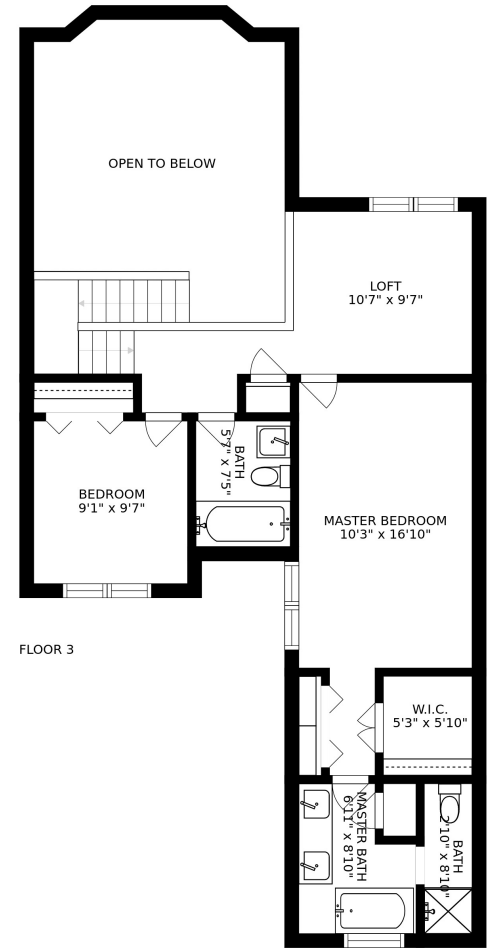 OPEN TO BELOW
LOFT
10'7" x 9'7"
BATH
5'7" x 7'5"
BEDROOM
9'1" x 9'7"
MASTER BEDROOM
10'3" x 16'10"
FLOOR 3
W.I.C.
5'3" x 5'10"
MASTER BATH
6'11" x 8'10"
BATH
2'10" x 8'10"